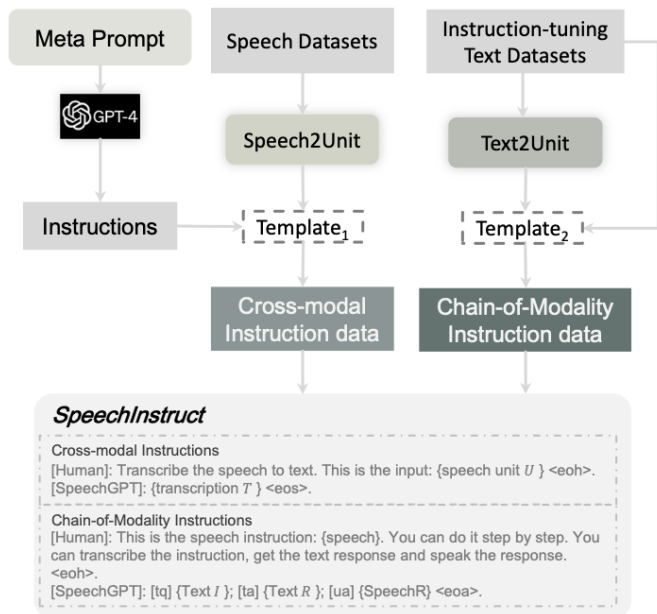 Meta Prompt
Speech Datasets
Instruction-tuning
Text Datasets
GPT-4
Speech2Unit
Text2Unit
Instructions
Template1
Template2
Cross-modal
Instruction data
Chain-of-Modality
Instruction data
SpeechInstruct
Cross-modal Instructions
[Human]: Transcribe the speech to text. This is the input: {speech unit U } <eoh>.
[SpeechGPT]: {transcription T } <eos>.
Chain-of-Modality Instructions
[Human]: This is the speech instruction: {speech}. You can do it step by step. You
can transcribe the instruction, get the text response and speak the response.
<eoh>.
[SpeechGPT]: [tq] {Text I }; [ta] {Text R }; [ua] {SpeechR} <eoa>.